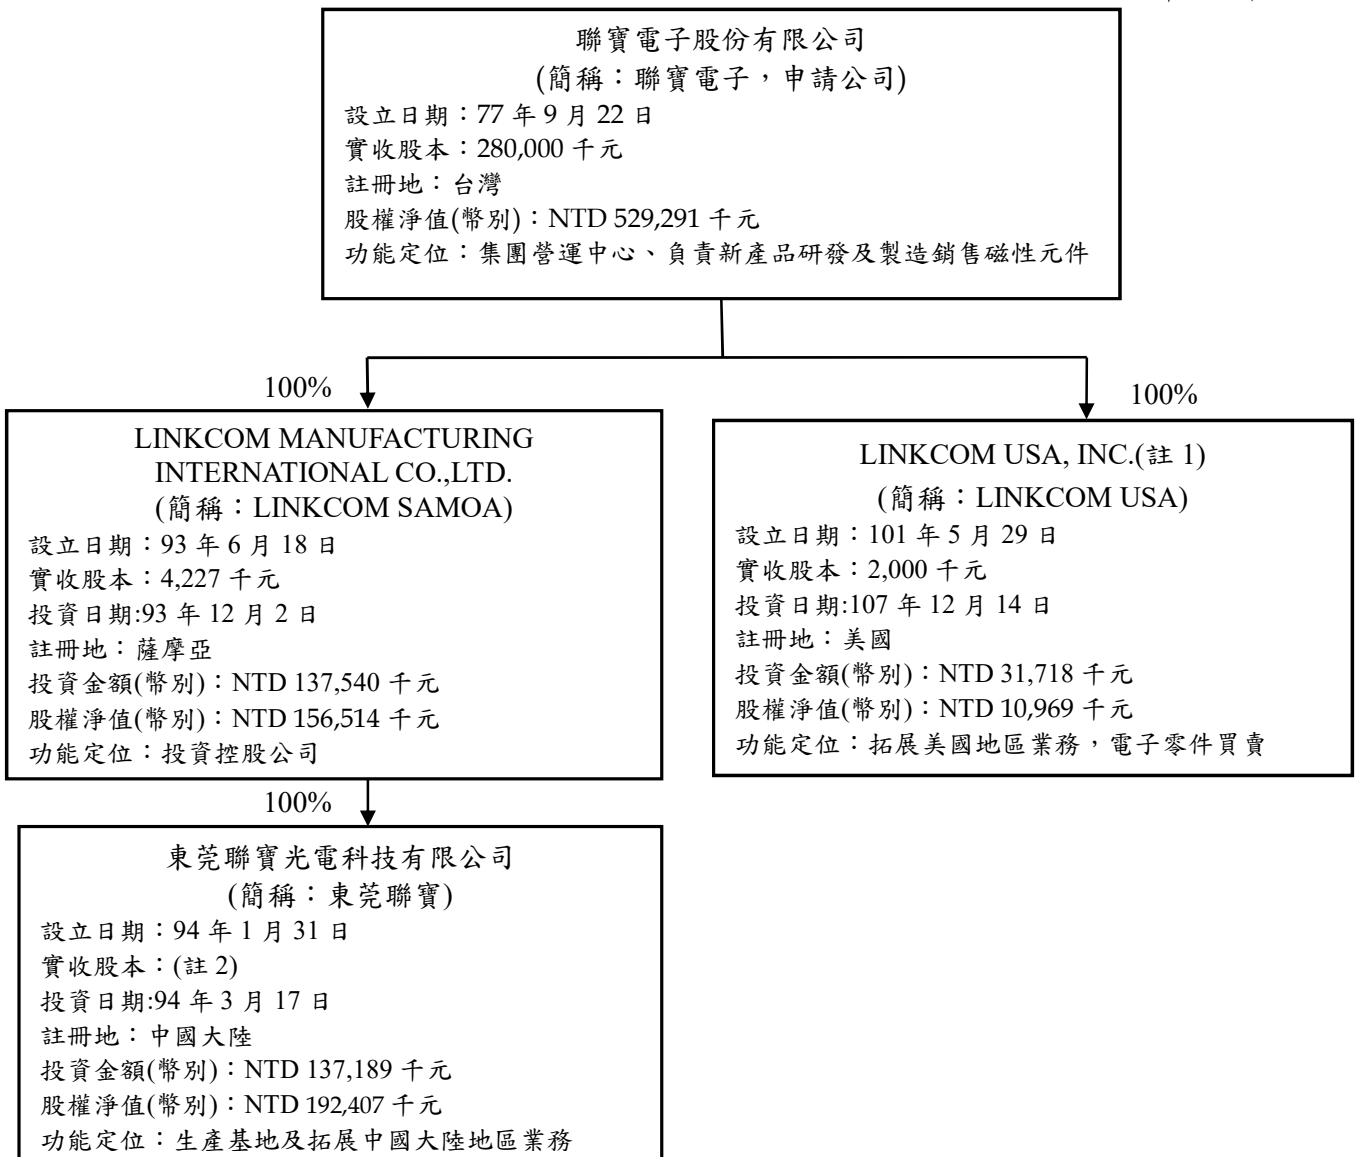 聯寶電子股份有限公司
(簡稱：聯寶電子，申請公司)
設立日期：77 年 9 月 22 日
實收股本：280,000 千元
註冊地：台灣
股權淨值(幣別)：NTD 529,291 千元
功能定位：集團營運中心、負責新產品研發及製造銷售磁性元件
100%
100%
LINKCOM MANUFACTURING
INTERNATIONAL CO.,LTD.
(簡稱：LINKCOM SAMOA)
設立日期：93 年 6 月 18 日
實收股本：4,227 千元
投資日期:93 年 12 月 2 日
註冊地：薩摩亞
投資金額(幣別)：NTD 137,540 千元
股權淨值(幣別)：NTD 156,514 千元
功能定位：投資控股公司
LINKCOM USA, INC.(註 1)
(簡稱：LINKCOM USA)
設立日期：101 年 5 月 29 日
實收股本：2,000 千元
投資日期:107 年 12 月 14 日
註冊地：美國
投資金額(幣別)：NTD 31,718 千元
股權淨值(幣別)：NTD 10,969 千元
功能定位：拓展美國地區業務，電子零件買賣
100%
東莞聯寶光電科技有限公司
(簡稱：東莞聯寶)
設立日期：94 年 1 月 31 日
實收股本：(註 2)
投資日期:94 年 3 月 17 日
註冊地：中國大陸
投資金額(幣別)：NTD 137,189 千元
股權淨值(幣別)：NTD 192,407 千元
功能定位：生產基地及拓展中國大陸地區業務